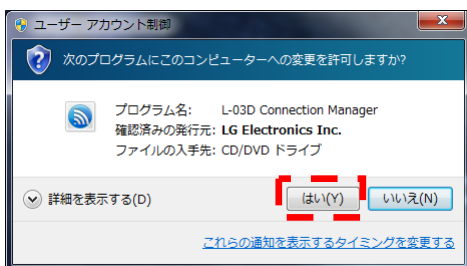 ユーザー アカウント制御
次のプログラムにこのコンピューターへの変更を許可しますか?
プログラム名: L-03D Connection Manager
確認済みの発行元: LG Electronics Inc.
ファイルの入手先: CD/DVD ドライブ
詳細を表示する(D)
はい(Y)
いいえ(N)
これらの通知を表示するタイミングを変更する